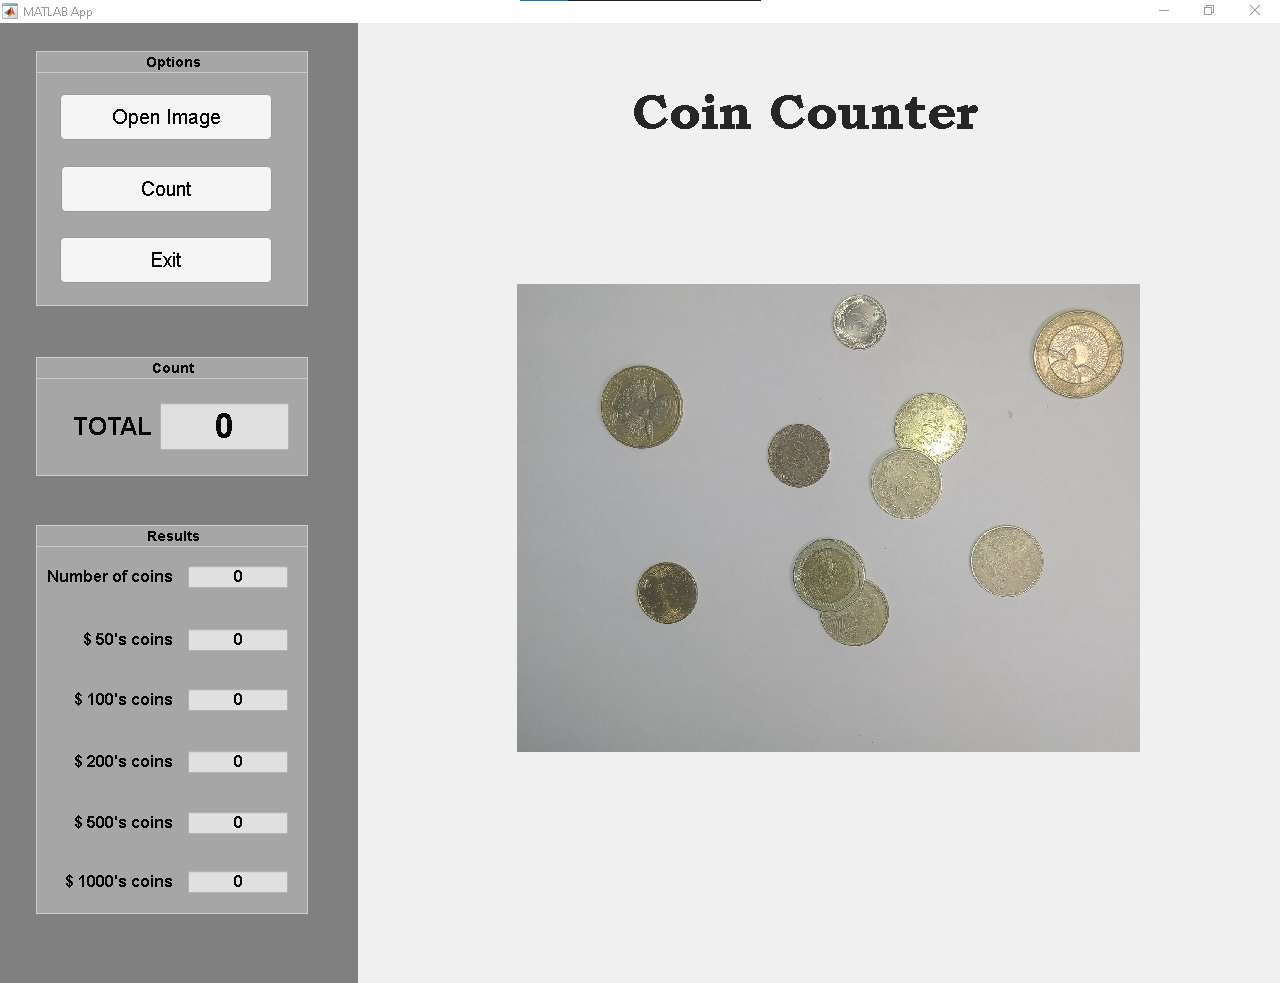 MATLAB App
Options
Open Image
Count
Exit
Count
TOTAL 0
Results
Number of coins 0
$ 50's coins 0
$ 100's coins 0
$ 200's coins 0
$ 500's coins 0
$ 1000's coins 0
Coin Counter